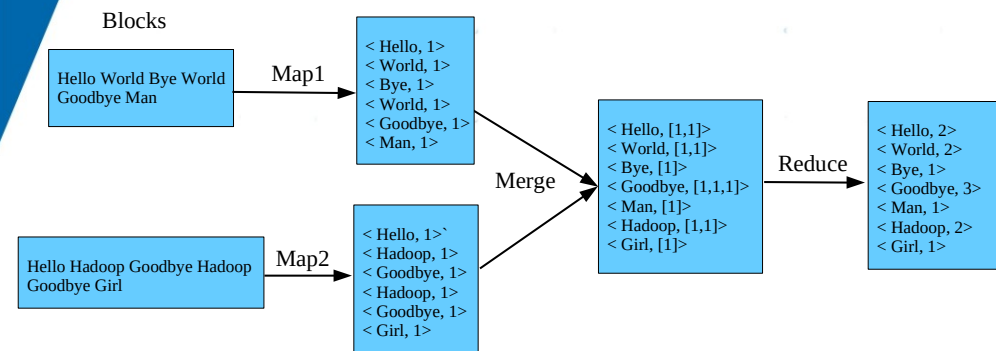 Blocks
Hello World Bye World
Goodbye Man
Map1
< Hello, 1>
< World, 1>
< Bye, 1>
< World, 1>
< Goodbye, 1>
< Man, 1>
Hello Hadoop Goodbye Hadoop
Goodbye Girl
Map2
< Hello, 1>`
< Hadoop, 1>
< Goodbye, 1>
< Hadoop, 1>
< Goodbye, 1>
< Girl, 1>
Merge
< Hello, [1,1]>
< World, [1,1]>
< Bye, [1]>
< Goodbye, [1,1,1]>
< Man, [1]>
< Hadoop, [1,1]>
< Girl, [1]>
Reduce
< Hello, 2>
< World, 2>
< Bye, 1>
< Goodbye, 3>
< Man, 1>
< Hadoop, 2>
< Girl, 1>